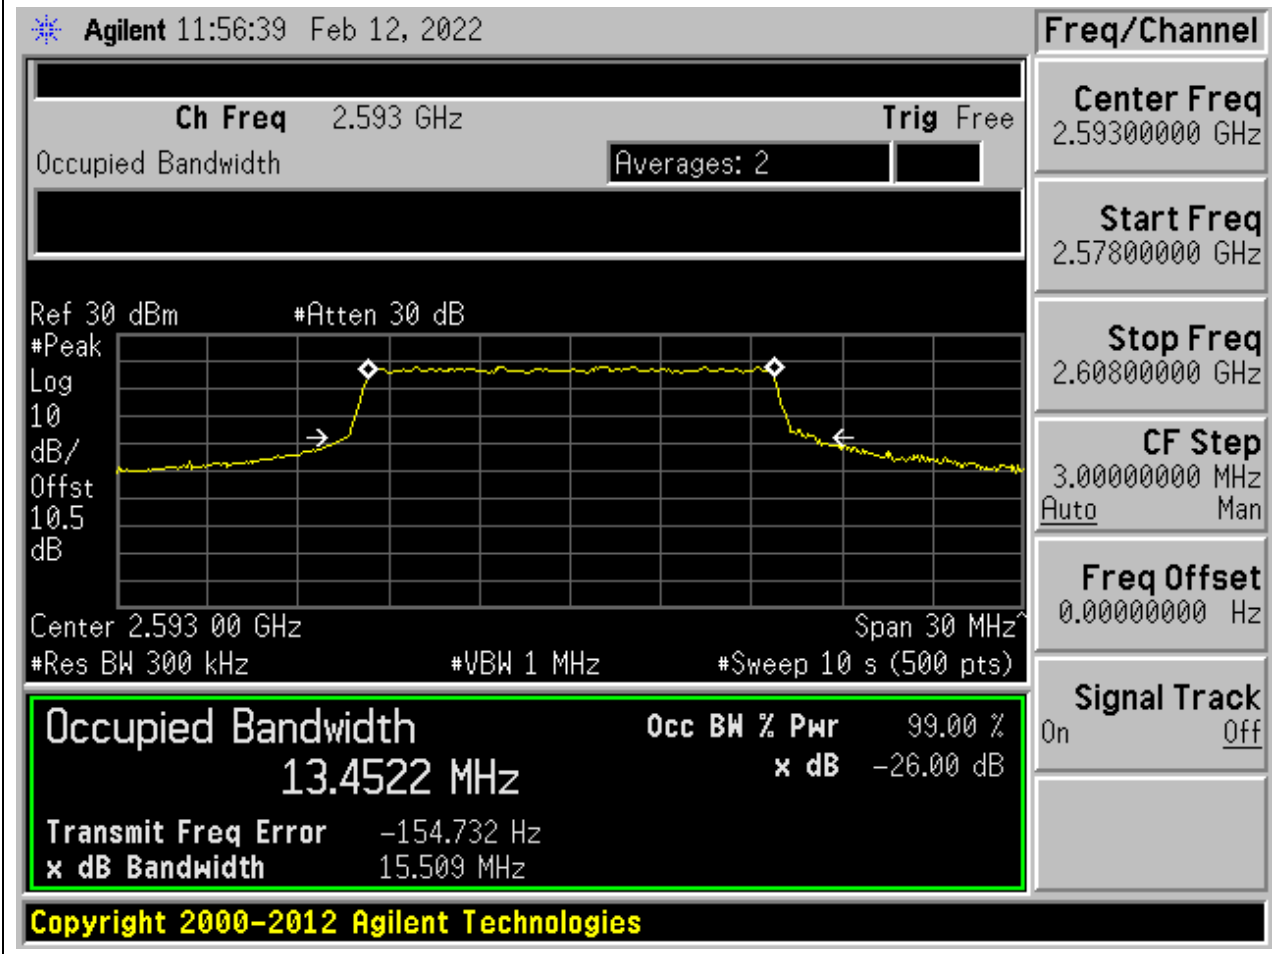 Agilent 11:56:39 Feb 12, 2022
Ch Freq 2.593 GHz Trig Free
Occupied Bandwidth Averages: 2
Ref 30 dBm #Atten 30 dB
#Peak
Log
10
dB/
Offst
10.5
dB
Center 2.593 00 GHz Span 30 MHz^
#Res BW 300 kHz #VBW 1 MHz #Sweep 10 s (500 pts)
Occupied Bandwidth Occ BW % Pwr 99.00 %
13.4522 MHz x dB -26.00 dB
Transmit Freq Error -154.732 Hz
x dB Bandwidth 15.509 MHz
Copyright 2000-2012 Agilent Technologies
Freq/Channel
Center Freq
2.59300000 GHz
Start Freq
2.57800000 GHz
Stop Freq
2.60800000 GHz
CF Step
3.00000000 MHz
Auto Man
Freq Offset
0.00000000 Hz
Signal Track
On Off